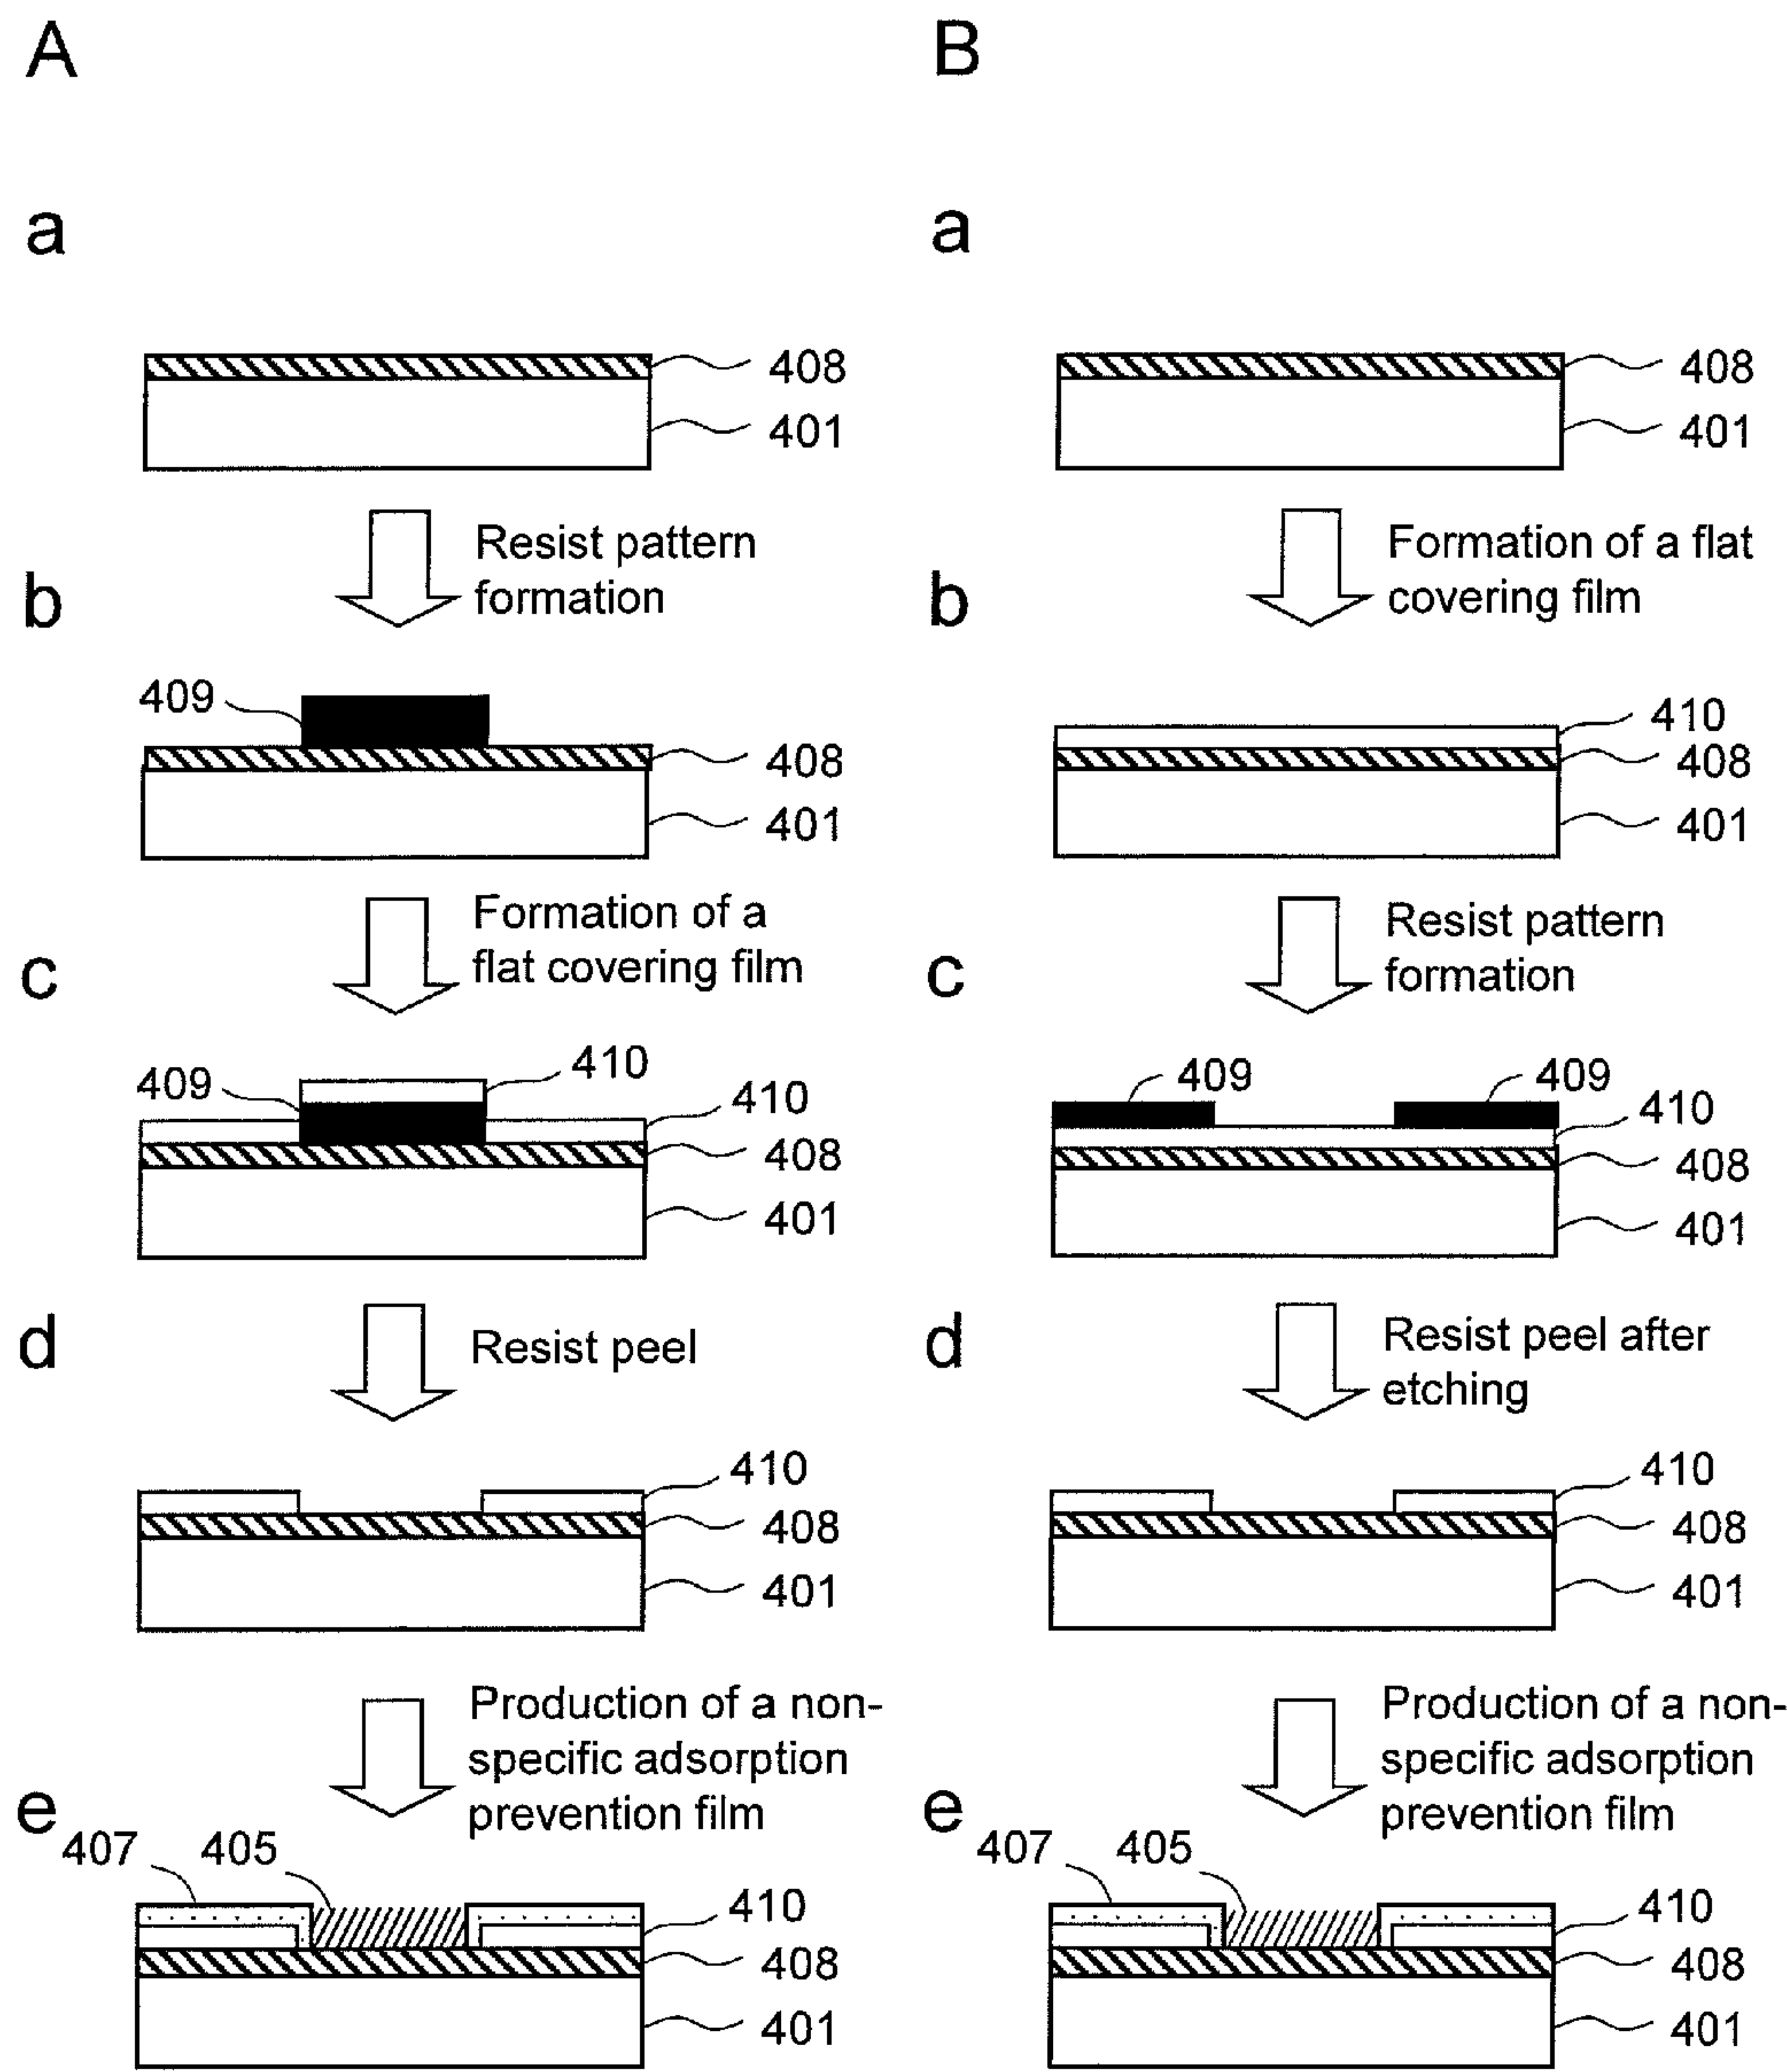 A
a
408
401
Resist pattern
formation
b
409
408
401
Formation of a
flat covering film
c
409
410
410
408
401
Resist peel
d
410
408
401
Production of a non-
specific adsorption
prevention film
e
407
405
410
408
401
B
a
408
401
Formation of a flat
covering film
b
410
408
401
Resist pattern
formation
c
409
409
410
408
401
Resist peel after
etching
d
410
408
401
Production of a non-
specific adsorption
prevention film
e
407
405
410
408
401